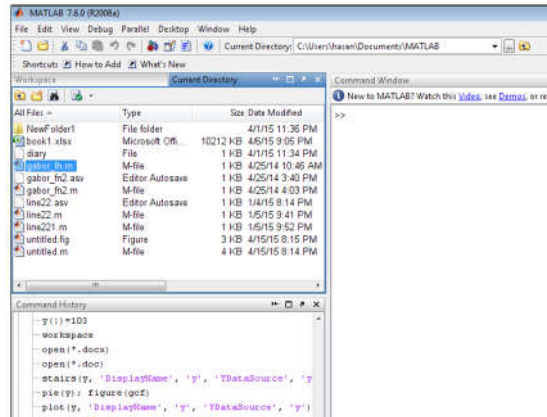 MATLAB 7.6.0 (R2008a)
File Edit View Debug Parallel Desktop Window Help
Current Directory: C:\Users\hasan\Documents\MATLAB
Shortcuts How to Add What's New
Workspace Current Directory
Command Window
New to MATLAB? Watch this Video, see Demos, or re
>>
All Files Type Size Date Modified
NewFolder1 File folder 4/1/15 11:36 PM
book1.xlsx Microsoft Offi... 10212 KB 4/6/15 9:05 PM
diary File 1 KB 4/1/15 11:34 PM
gabor_fn.m M-file 1 KB 4/25/14 10:46 AM
gabor_fn2.asv Editor Autosave 1 KB 4/25/14 3:40 PM
gabor_fn2.m M-file 1 KB 4/25/14 4:03 PM
line22.asv Editor Autosave 1 KB 1/4/15 8:14 PM
line22.m M-file 1 KB 1/5/15 9:41 PM
line221.m M-file 1 KB 1/5/15 9:52 PM
untitled.fig Figure 3 KB 4/15/15 8:15 PM
untitled.m M-file 4 KB 4/15/15 8:14 PM
Command History
y(:)=103
workspace
open(*.docx)
open(*.doc)
stairs(y, 'DisplayName', 'y', 'YDataSource', 'y
pie(y); figure(gcf)
plot(y, 'DisplayName', 'y', 'YDataSource', 'y')